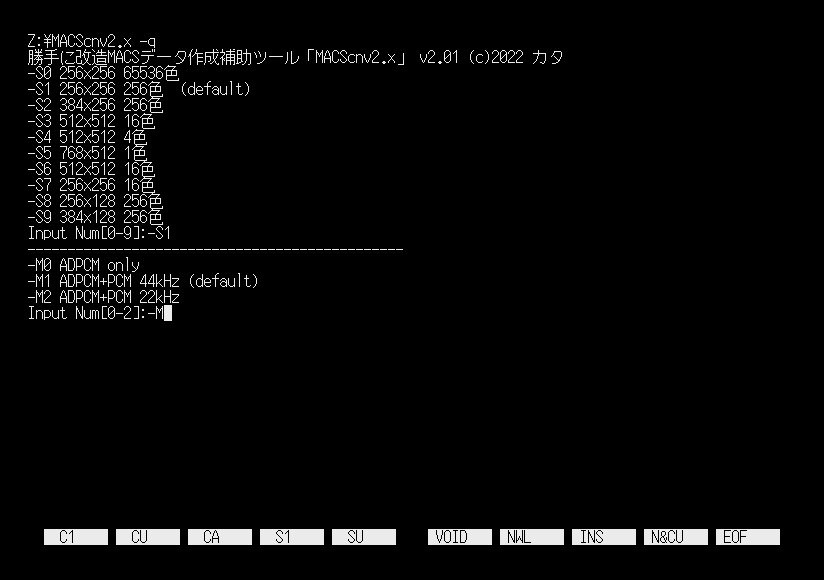 Z:¥MACScnv2.x -g
勝手に改造MACSデータ作成補助ツール「MACScnv2.x」 v2.01 (c)2022 カタ
-S0 256x256 65536色
-S1 256x256 256色  (default)
-S2 384x256 256色
-S3 512x512 16色
-S4 512x512 4色
-S5 768x512 1色
-S6 512x512 16色
-S7 256x256 16色
-S8 256x128 256色
-S9 384x128 256色
Input Num[0-9]:-S1
-----------------------------------------------
-M0 ADPCM only
-M1 ADPCM+PCM 44kHz (default)
-M2 ADPCM+PCM 22kHz
Input Num[0-2]:-M
C1 CU CA S1 SU VOID NWL INS N&CU EOF